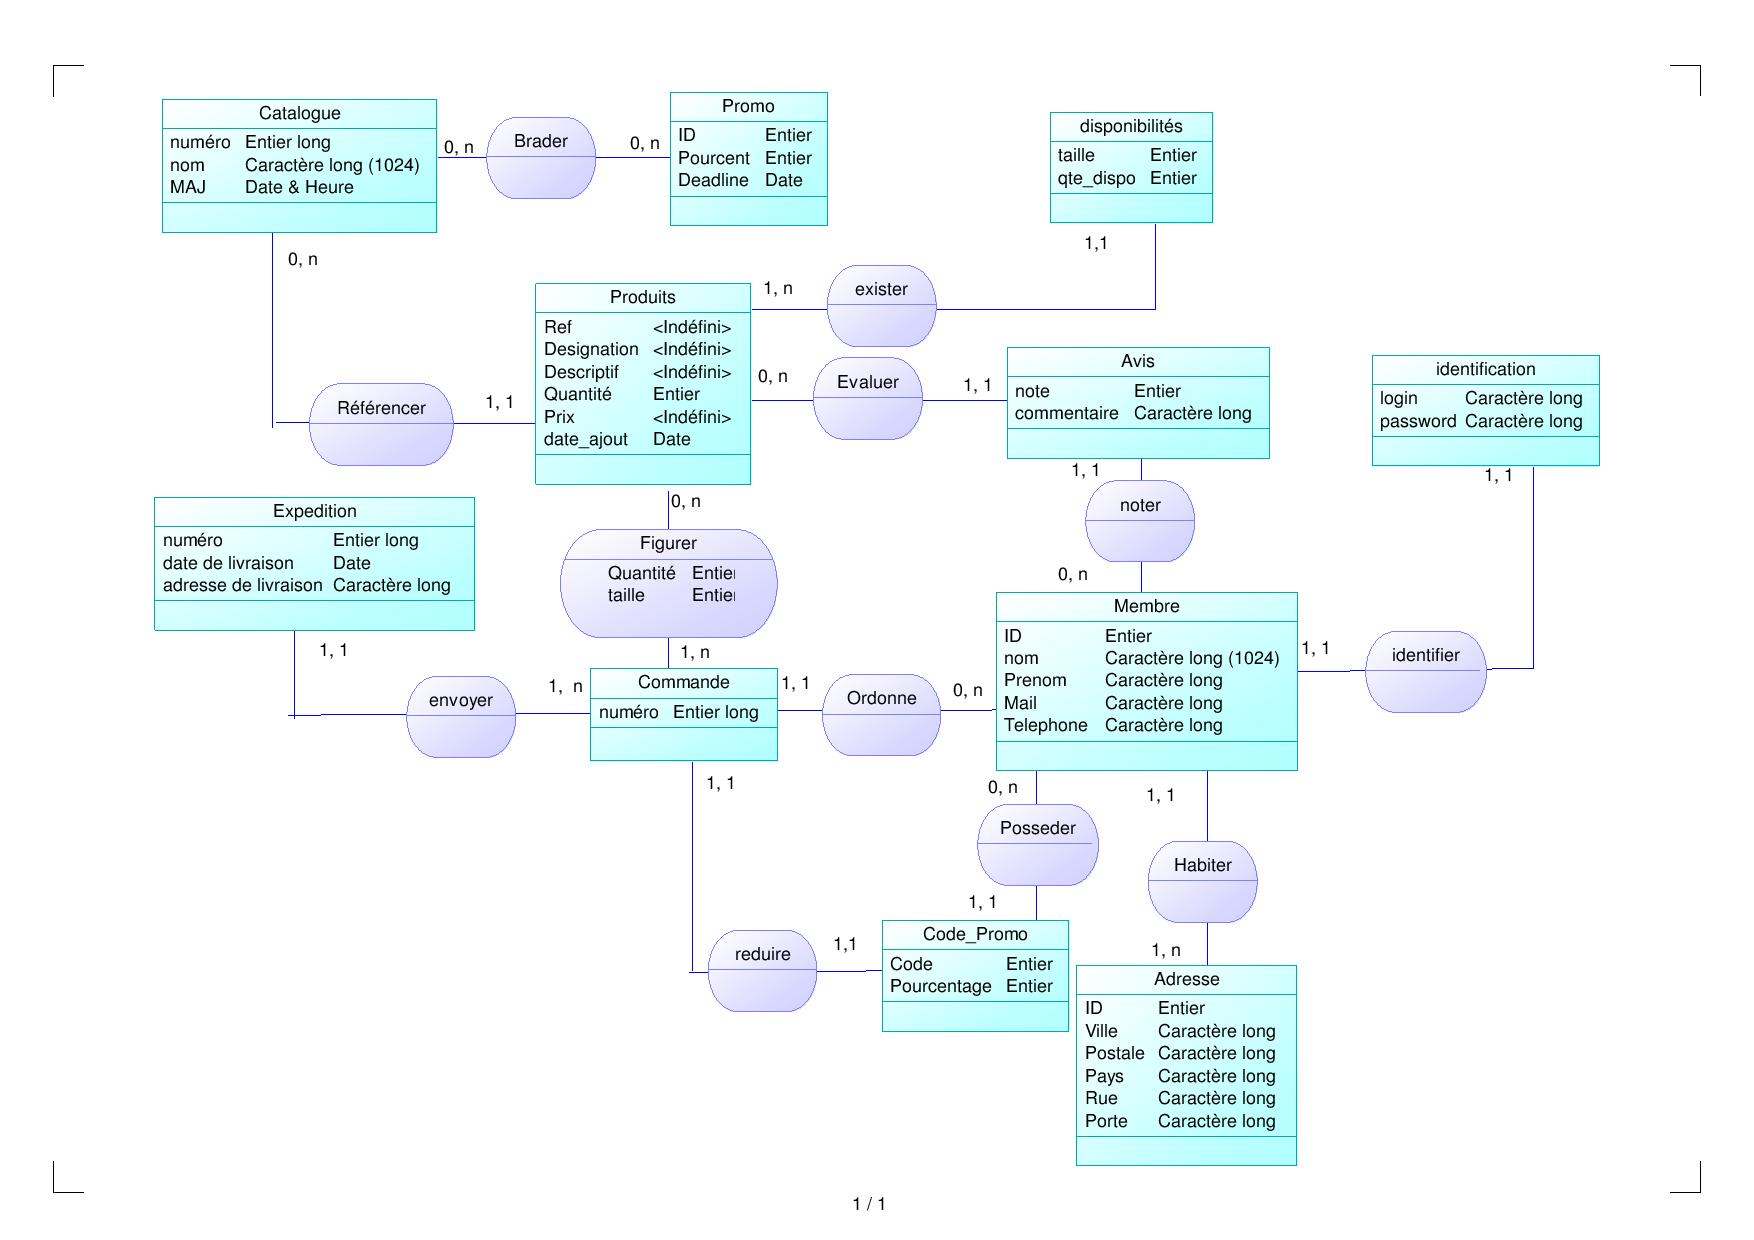 Catalogue
numéro Entier long
nom Caractère long (1024)
MAJ Date & Heure
0, n
Brader
0, n
Promo
ID Entier
Pourcent Entier
Deadline Date
disponibilités
taille Entier
qte_dispo Entier
1,1
0, n
Produits
Ref <Indéfini>
Designation <Indéfini>
Descriptif <Indéfini>
Quantité Entier
Prix <Indéfini>
date_ajout Date
1, n
exister
0, n
Evaluer
1, 1
Avis
note Entier
commentaire Caractère long
identification
login Caractère long
password Caractère long
Référencer
1, 1
1, 1
1, 1
noter
0, n
0, n
Expedition
numéro Entier long
date de livraison Date
adresse de livraison Caractère long
Figurer
Quantité Entier
taille Entier
1, n
Membre
ID Entier
nom Caractère long (1024)
Prenom Caractère long
Mail Caractère long
Telephone Caractère long
1, 1
identifier
1, 1
envoyer
1, n
Commande
numéro Entier long
1, 1
Ordonne
0, n
1, 1
0, n
1, 1
Posseder
Habiter
1, 1
1, n
reduire
1,1
Code_Promo
Code Entier
Pourcentage Entier
Adresse
ID Entier
Ville Caractère long
Postale Caractère long
Pays Caractère long
Rue Caractère long
Porte Caractère long
1 / 1